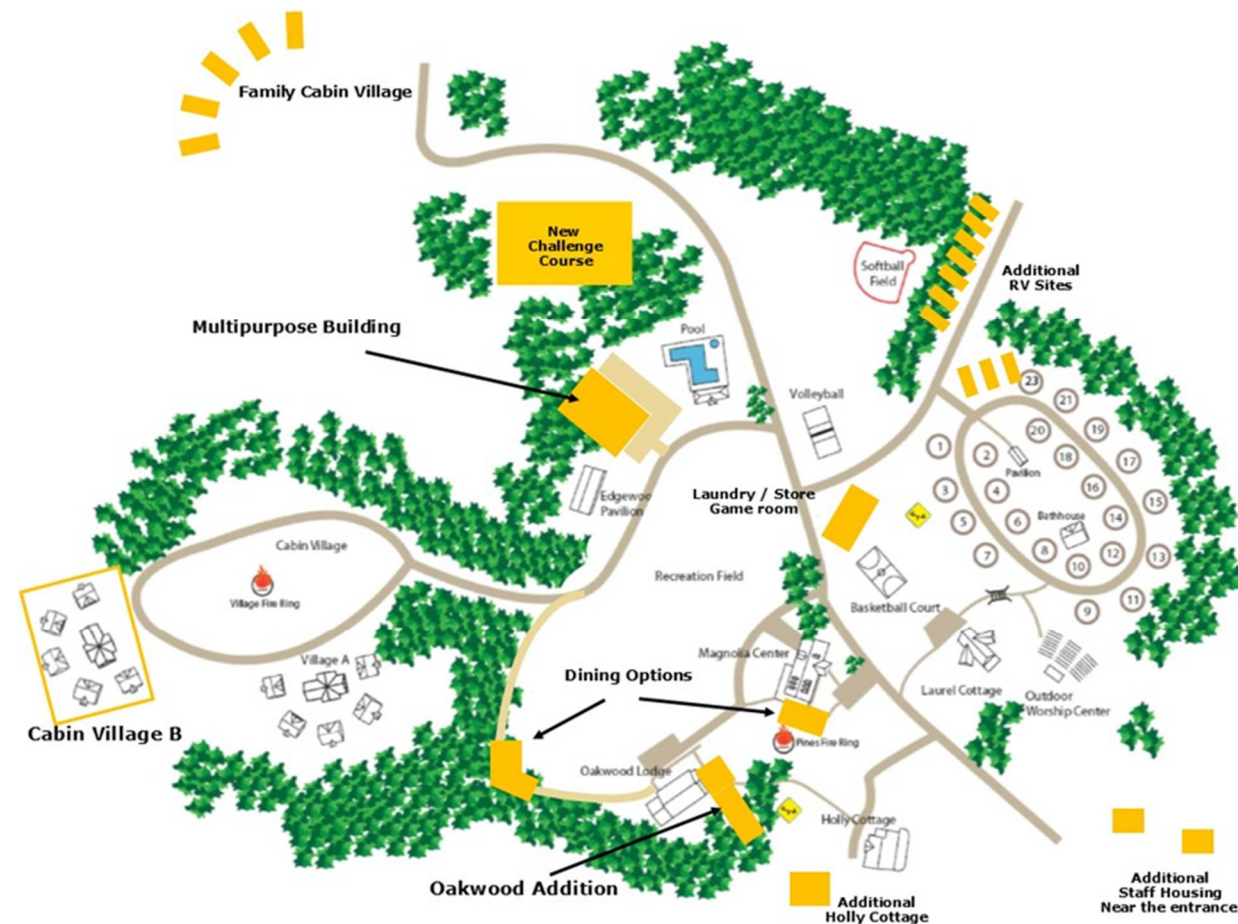 Family Cabin Village
New
Challenge
Course
Softball
Field
Additional
RV Sites
Multipurpose Building
Pool
Volleyball
23
21
20
19
1
2
18
17
Pavilion
3
4
16
15
Laundry / Store
Game room
Edgewoo
Pavilion
5
6
Bathhouse
14
7
8
12
13
10
9
11
Cabin Village
Village Fire Ring
Recreation Field
Basketball Court
Village A
Magnolia Center
Dining Options
Laurel Cottage
Outdoor
Worship Center
Cabin Village B
Pines Fire Ring
Oakwood Lodge
Holly Cottage
Oakwood Addition
Additional
Holly Cottage
Additional
Staff Housing
Near the entrance